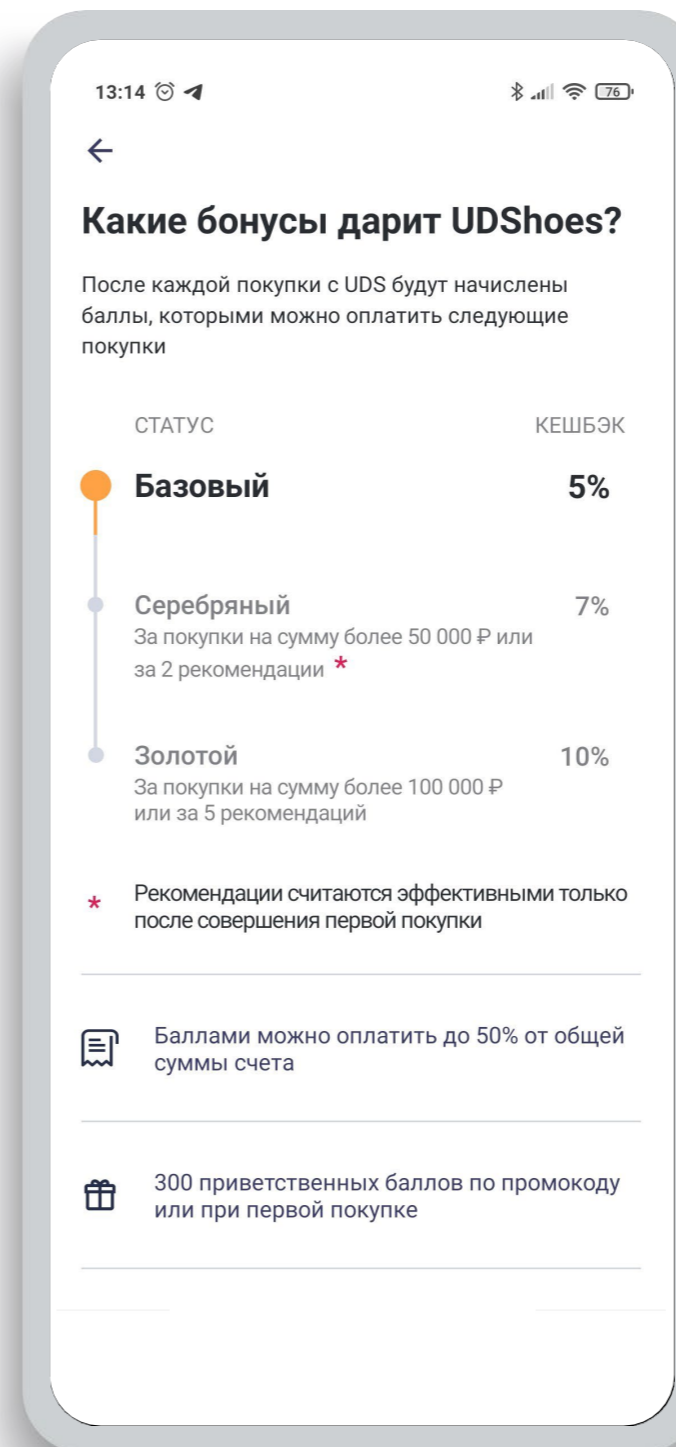 13:14
76
Какие бонусы дарит UDShoes?
После каждой покупки с UDS будут начислены
баллы, которыми можно оплатить следующие
покупки
СТАТУС КЕШБЭК
Базовый 5%
Серебряный 7%
За покупки на сумму более 50 000 ₽ или
за 2 рекомендации *
Золотой 10%
За покупки на сумму более 100 000 ₽
или за 5 рекомендаций
* Рекомендации считаются эффективными только
после совершения первой покупки
Баллами можно оплатить до 50% от общей
суммы счета
300 приветственных баллов по промокоду
или при первой покупке